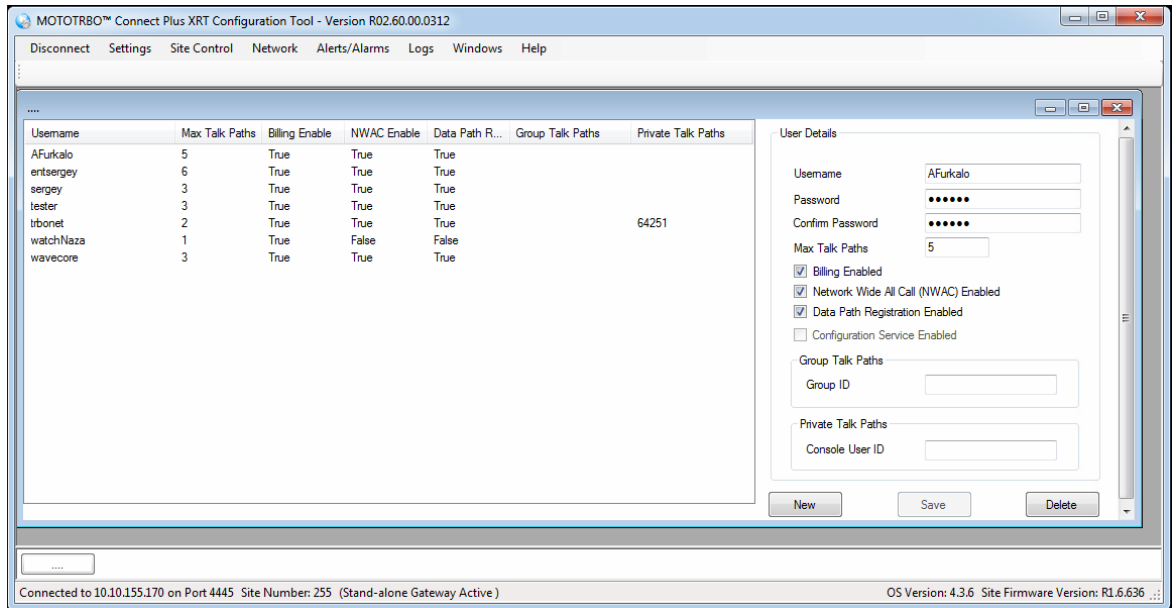 MOTOTRBO™ Connect Plus XRT Configuration Tool - Version R02.60.00.0312
Disconnect Settings Site Control Network Alerts/Alarms Logs Windows Help
....
Username Max Talk Paths Billing Enable NWAC Enable Data Path R... Group Talk Paths Private Talk Paths
AFurkalo 5 True True True
entsergey 6 True True True
sergey 3 True True True
tester 3 True True True
trbonet 2 True True True 64251
watchNaza 1 True False False
wavecore 3 True True True
User Details
Username AFurkalo
Password ●●●●●●
Confirm Password ●●●●●●
Max Talk Paths 5
Billing Enabled
Network Wide All Call (NWAC) Enabled
Data Path Registration Enabled
Configuration Service Enabled
Group Talk Paths
Group ID
Private Talk Paths
Console User ID
New Save Delete
....
Connected to 10.10.155.170 on Port 4445 Site Number: 255 (Stand-alone Gateway Active ) OS Version: 4.3.6 Site Firmware Version: R1.6.636